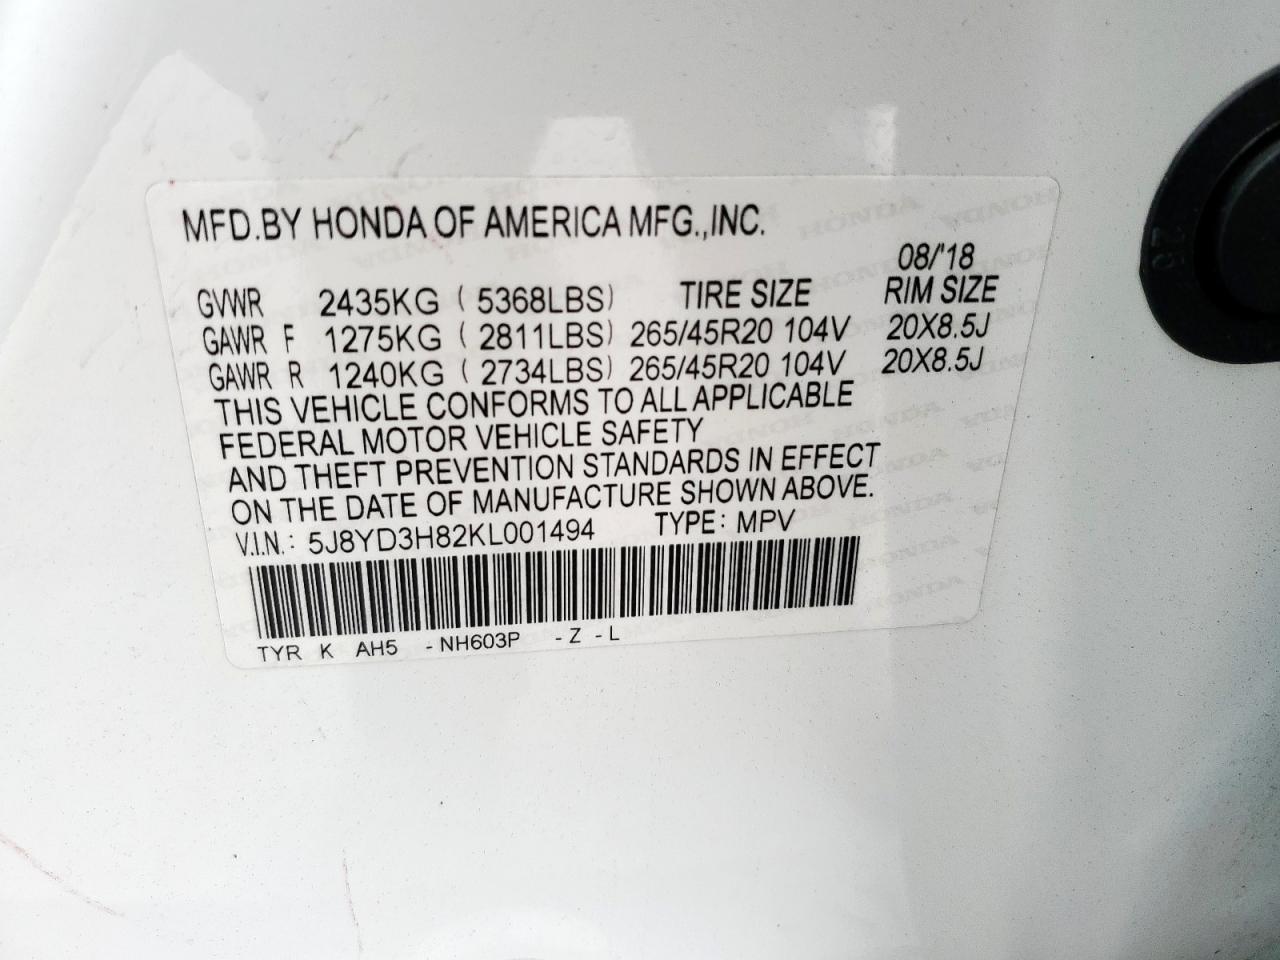 MFD.BY HONDA OF AMERICA MFG.,INC.
08/'18
GVWR 2435KG ( 5368LBS) TIRE SIZE RIM SIZE
GAWR F 1275KG ( 2811LBS) 265/45R20 104V 20X8.5J
GAWR R 1240KG ( 2734LBS) 265/45R20 104V 20X8.5J
THIS VEHICLE CONFORMS TO ALL APPLICABLE
FEDERAL MOTOR VEHICLE SAFETY
AND THEFT PREVENTION STANDARDS IN EFFECT
ON THE DATE OF MANUFACTURE SHOWN ABOVE.
V.I.N.: 5J8YD3H82KL001494 TYPE: MPV
TYR K AH5 -NH603P -Z -L